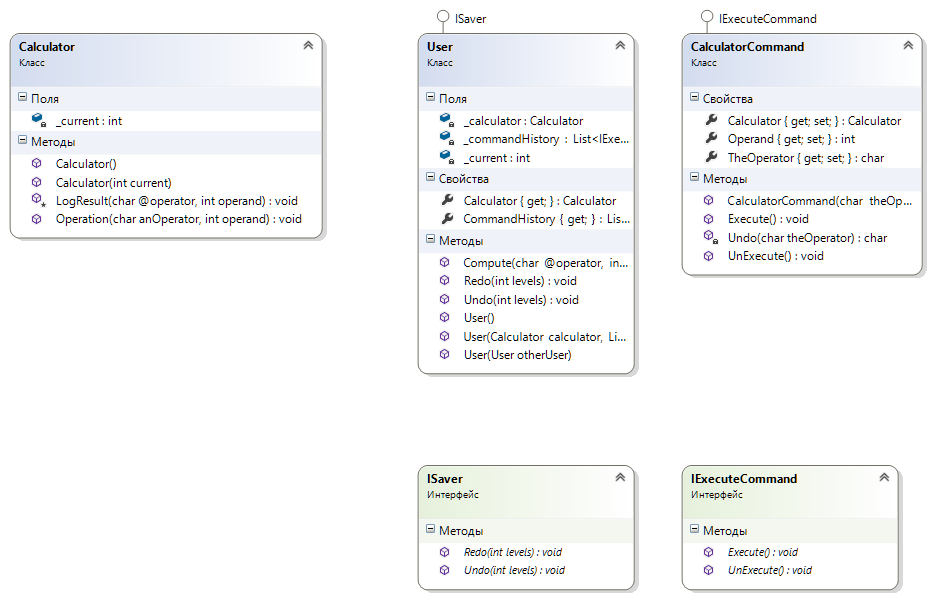 Calculator
Класс
Поля
_current : int
Методы
Calculator()
Calculator(int current)
LogResult(char @operator, int operand) : void
Operation(char anOperator, int operand) : void
ISaver
User
Класс
Поля
_calculator : Calculator
_commandHistory : List<IExe...
_current : int
Свойства
Calculator { get; } : Calculator
CommandHistory { get; } : Lis...
Методы
Compute(char @operator, in...
Redo(int levels) : void
Undo(int levels) : void
User()
User(Calculator calculator, Li...
User(User otherUser)
IExecuteCommand
CalculatorCommand
Класс
Свойства
Calculator { get; set; } : Calculator
Operand { get; set; } : int
TheOperator { get; set; } : char
Методы
CalculatorCommand(char theOp...
Execute() : void
Undo(char theOperator) : char
UnExecute() : void
ISaver
Интерфейс
Методы
Redo(int levels) : void
Undo(int levels) : void
IExecuteCommand
Интерфейс
Методы
Execute() : void
UnExecute() : void